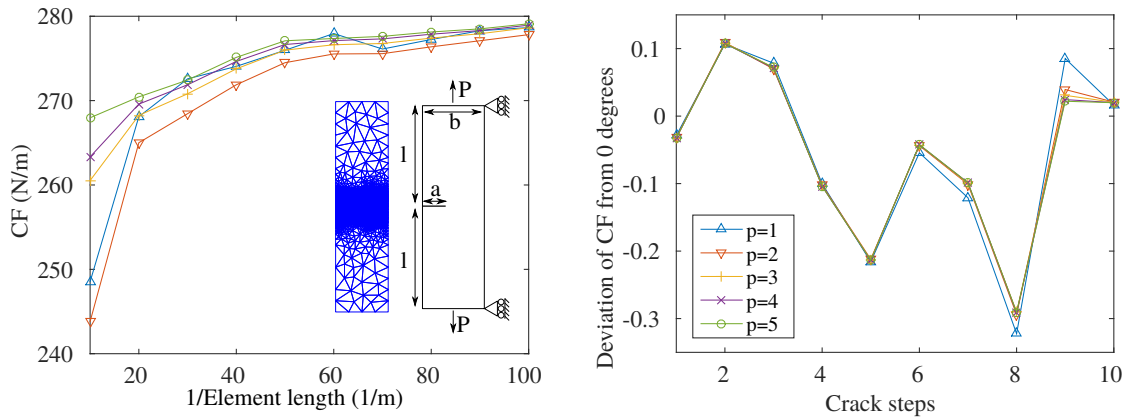 280
270
260
250
240
CF (N/m)
20
40
60
80
100
1/Element length (1/m)
P
b
l
a
l
P
0.1
0
-0.1
-0.2
-0.3
Deviation of CF from 0 degrees
p=1
p=2
p=3
p=4
p=5
2
4
6
8
10
Crack steps